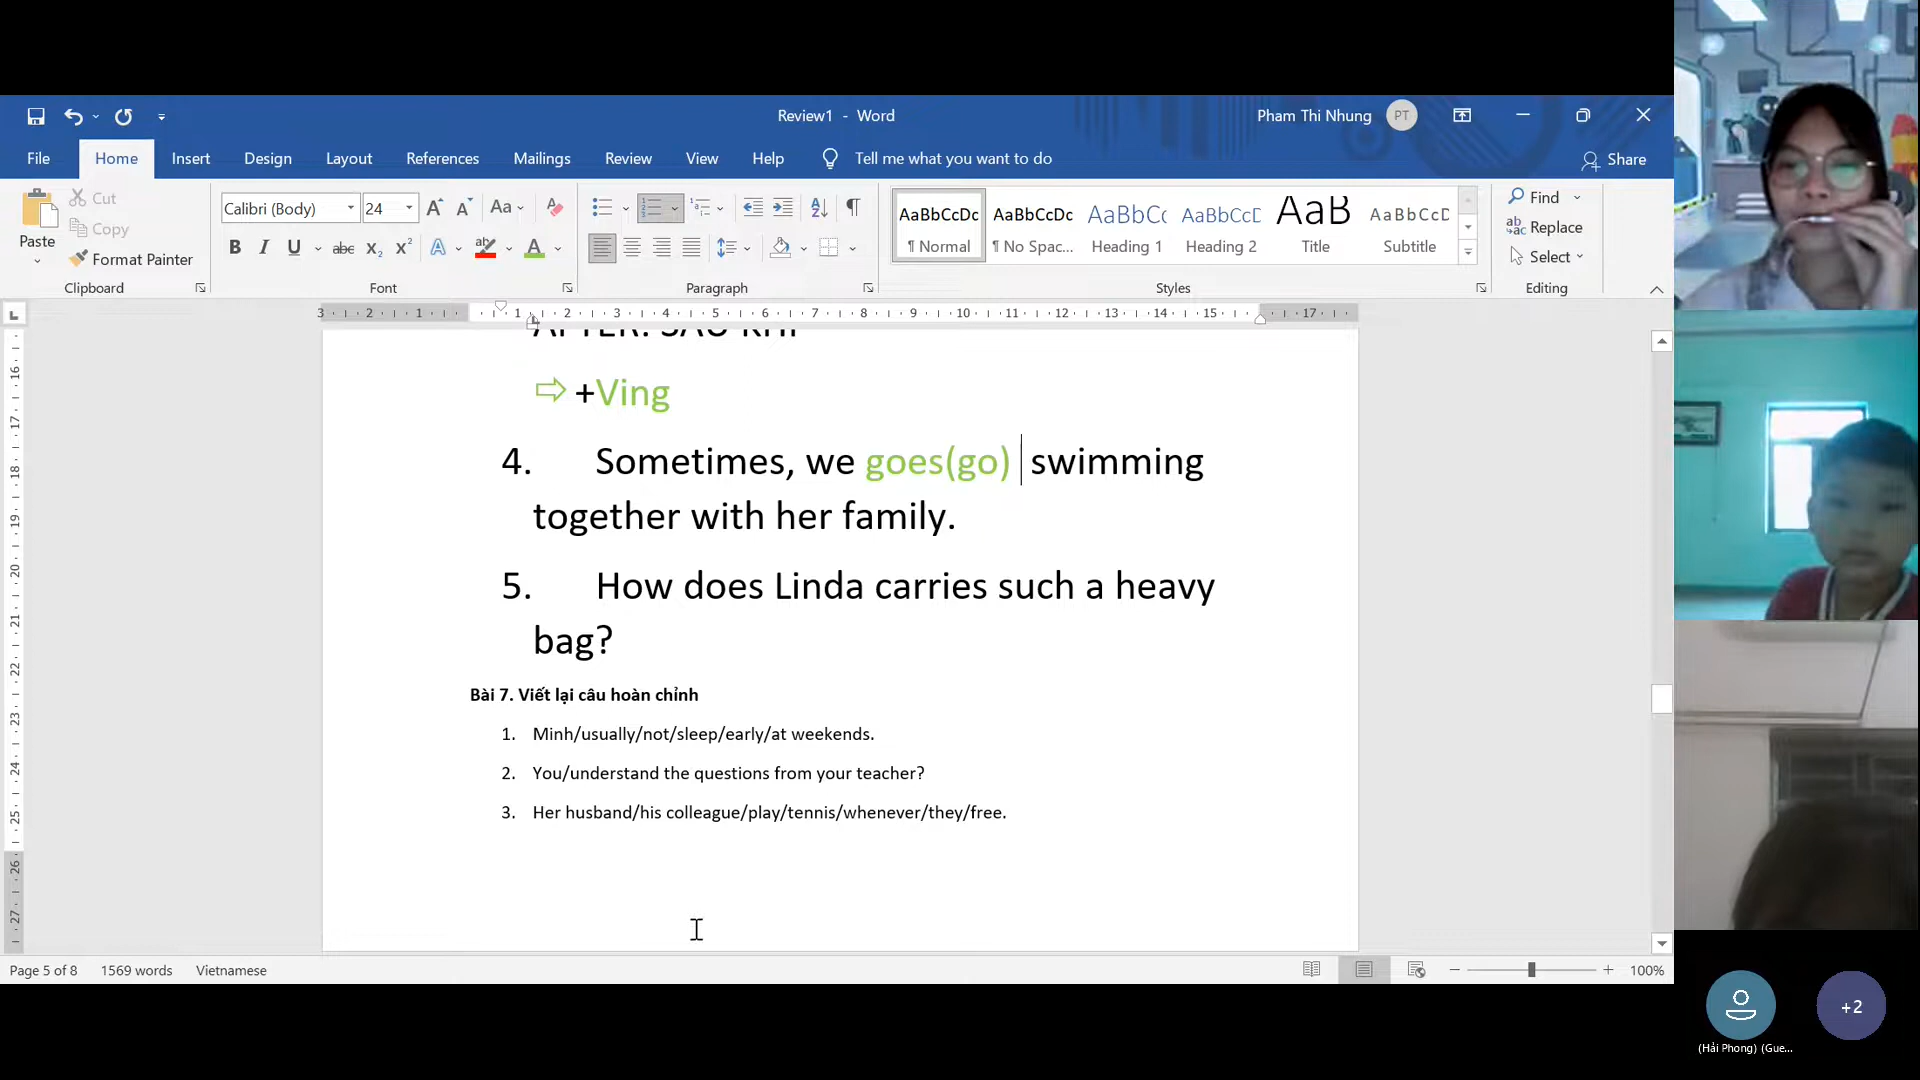 Review1 - Word
Pham Thi Nhung
PT
File
Home
Insert
Design
Layout
References
Mailings
Review
View
Help
Tell me what you want to do
Share
Paste
Cut
Copy
Format Painter
Clipboard
Calibri (Body)
24
Font
Paragraph
AaBbCcDc
¶ Normal
AaBbCcDc
¶ No Spac...
AaBbCc
Heading 1
AaBbCcD
Heading 2
AaB
Title
AaBbCcD
Subtitle
Styles
Find
Replace
Select
Editing
AFTER: SAU KHI
+Ving
4. Sometimes, we goes(go) swimming
together with her family.
5. How does Linda carries such a heavy
bag?
Bài 7. Viết lại câu hoàn chỉnh
1. Minh/usually/not/sleep/early/at weekends.
2. You/understand the questions from your teacher?
3. Her husband/his colleague/play/tennis/whenever/they/free.
Page 5 of 8
1569 words
Vietnamese
100%
(Hải Phong) (Gue...
+2